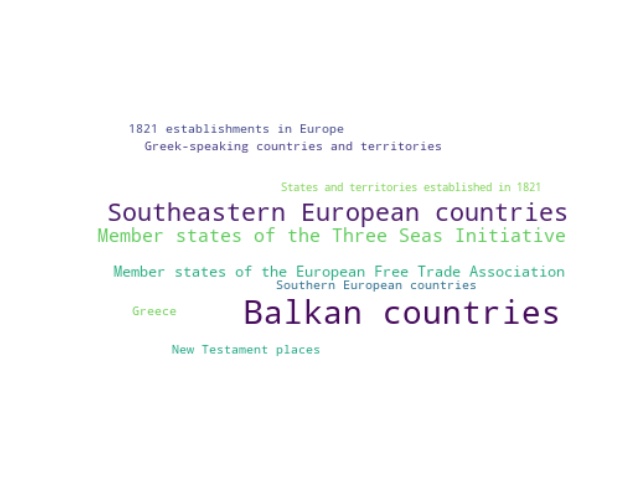 1821 establishments in Europe
Greek-speaking countries and territories
States and territories established in 1821
Southeastern European countries
Member states of the Three Seas Initiative
Member states of the European Free Trade Association
Southern European countries
Greece
Balkan countries
New Testament places